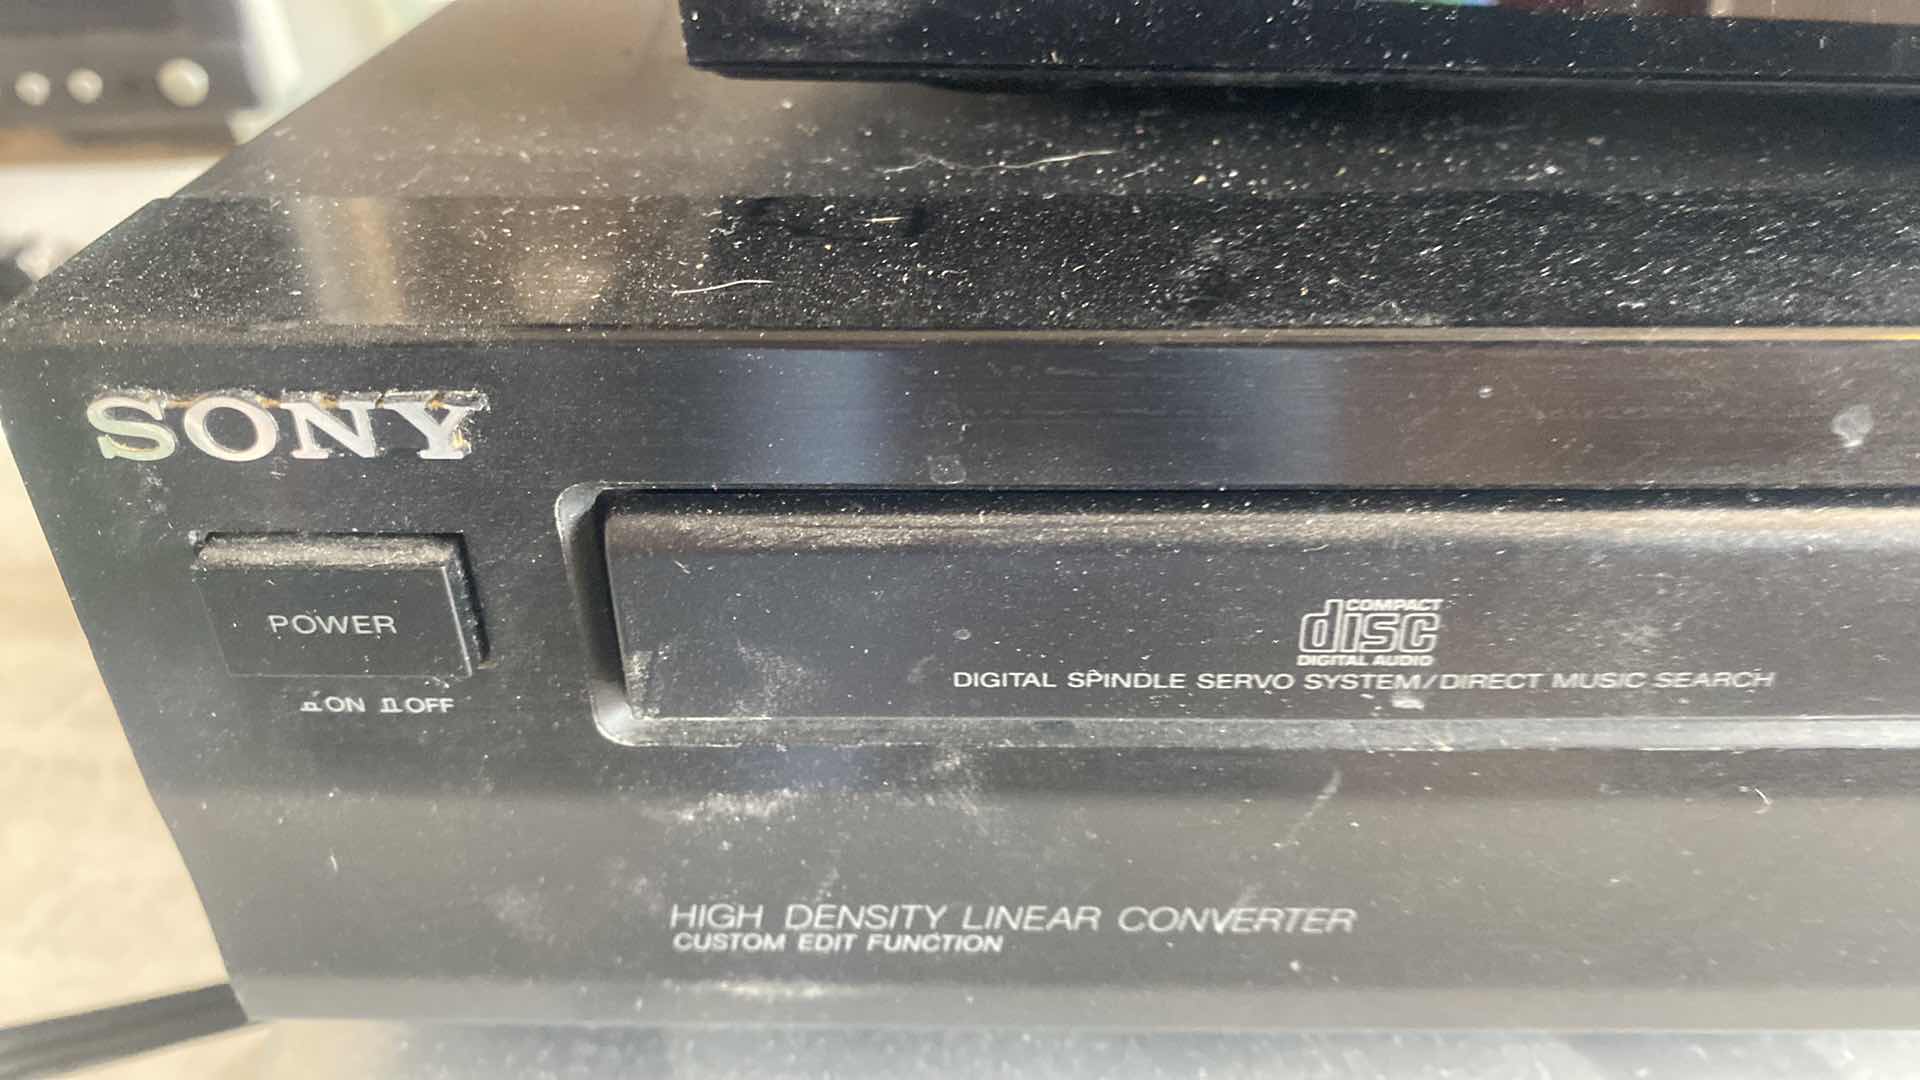 SONY
POWER
ON OFF
COMPACT
disc
DIGITAL AUDIO
DIGITAL SPINDLE SERVO SYSTEM/DIRECT MUSIC SEARCH
HIGH DENSITY LINEAR CONVERTER
CUSTOM EDIT FUNCTION